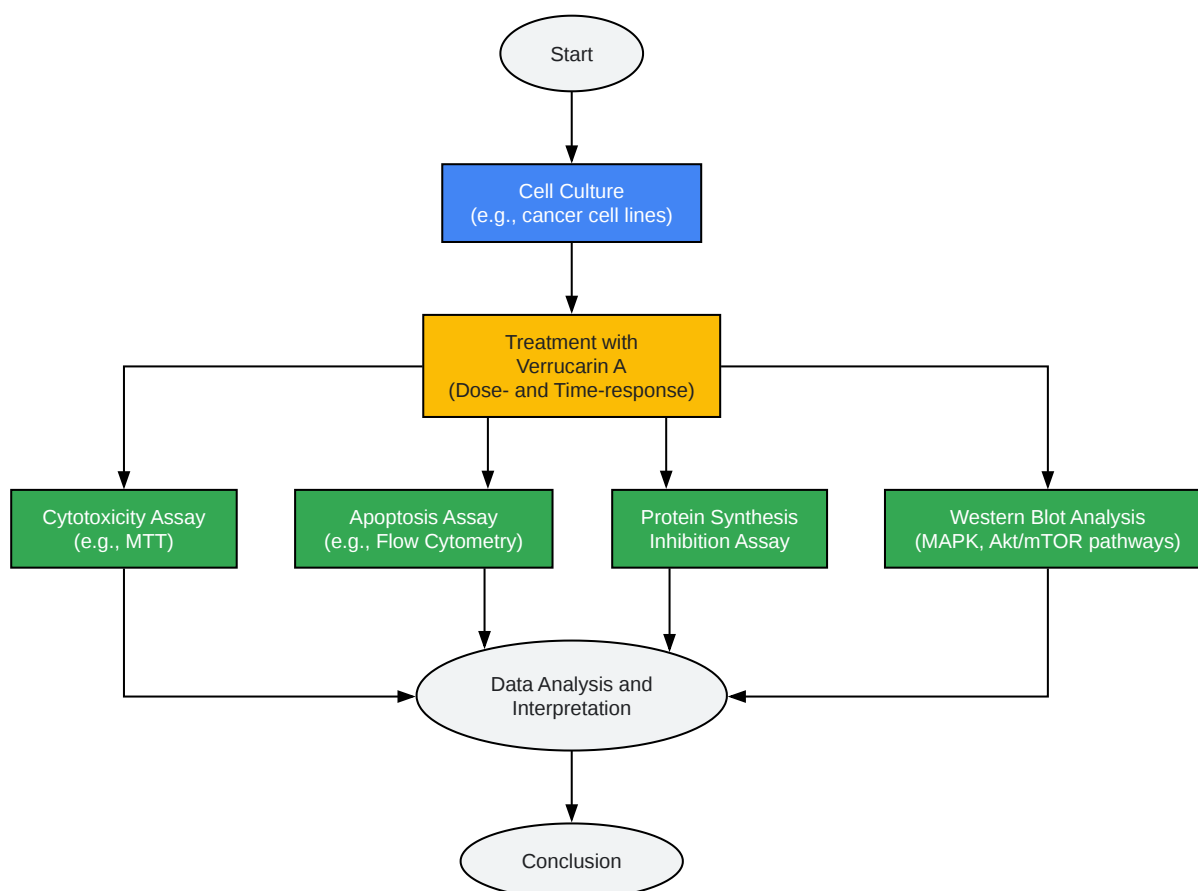 Start
Cell Culture
(e.g., cancer cell lines)
Treatment with
Verrucarin A
(Dose- and Time-response)
Cytotoxicity Assay
(e.g., MTT)
Apoptosis Assay
(e.g., Flow Cytometry)
Protein Synthesis
Inhibition Assay
Western Blot Analysis
(MAPK, Akt/mTOR pathways)
Data Analysis and
Interpretation
Conclusion